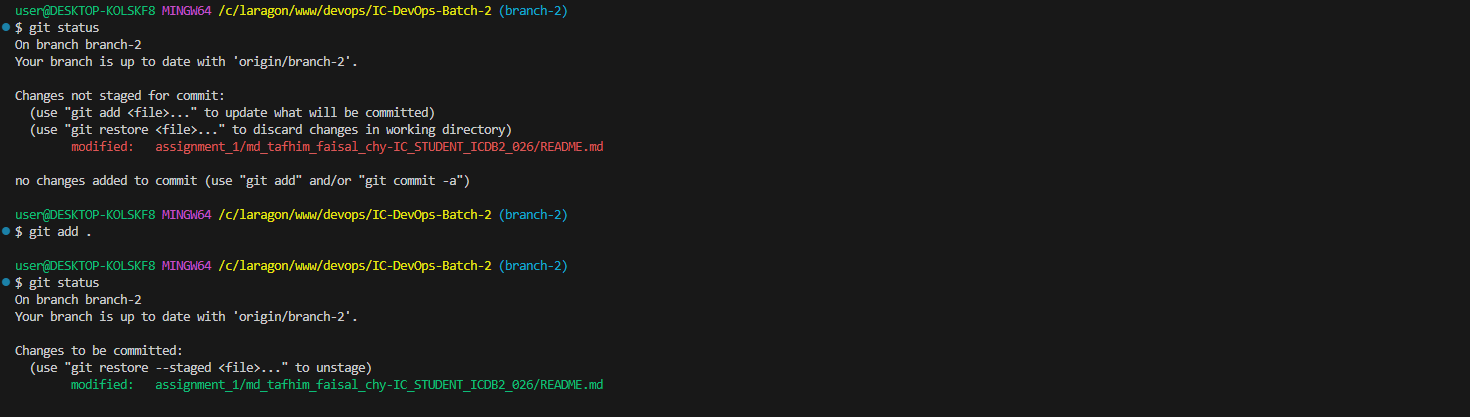 user@DESKTOP-KOLSKF8 MINGW64 /c/laragon/www/devops/IC-DevOps-Batch-2 (branch-2)
$ git status
On branch branch-2
Your branch is up to date with 'origin/branch-2'.
Changes not staged for commit:
(use "git add <file>..." to update what will be committed)
(use "git restore <file>..." to discard changes in working directory)
modified: assignment_1/md_tafhim_faisal_chy-IC_STUDENT_ICDB2_026/README.md
no changes added to commit (use "git add" and/or "git commit -a")
user@DESKTOP-KOLSKF8 MINGW64 /c/laragon/www/devops/IC-DevOps-Batch-2 (branch-2)
$ git add .
user@DESKTOP-KOLSKF8 MINGW64 /c/laragon/www/devops/IC-DevOps-Batch-2 (branch-2)
$ git status
On branch branch-2
Your branch is up to date with 'origin/branch-2'.
Changes to be committed:
(use "git restore --staged <file>..." to unstage)
modified: assignment_1/md_tafhim_faisal_chy-IC_STUDENT_ICDB2_026/README.md